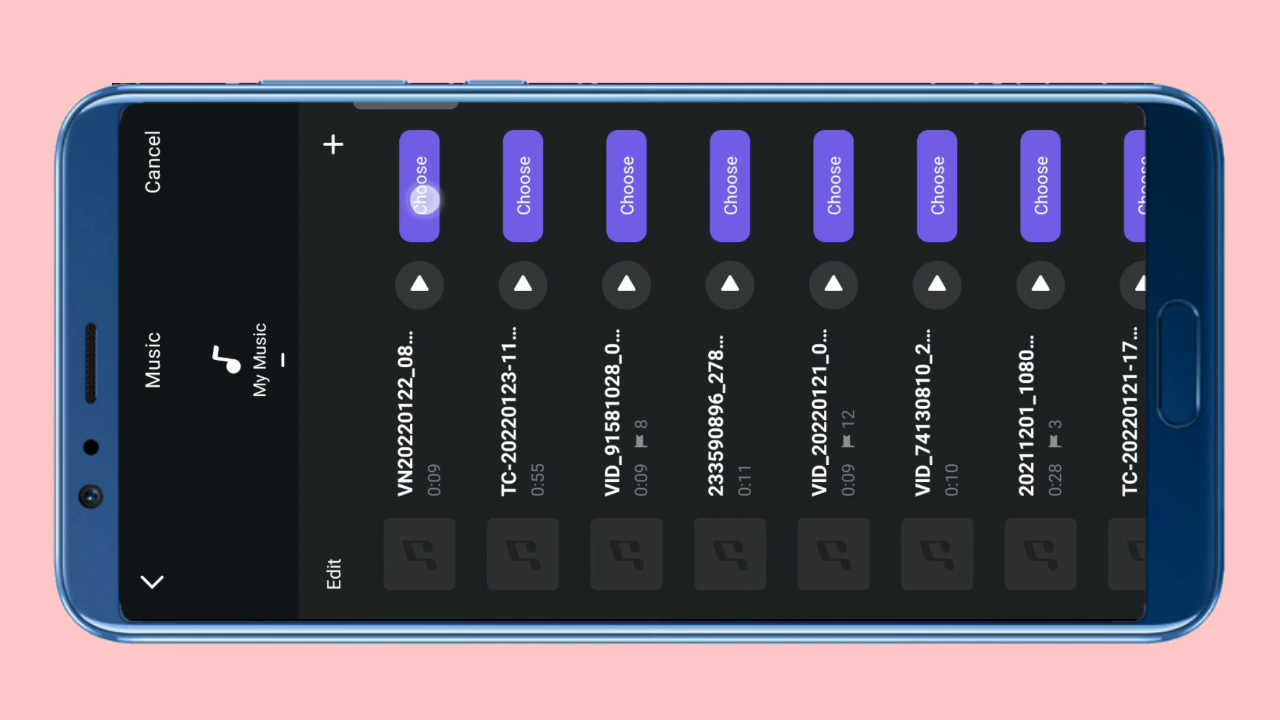 Cancel
Music
My Music
Edit
+
VN20220122_08...
0:09
Choose
TC-20220123-11...
0:55
Choose
VID_91581028_0...
0:09 8
Choose
233590896_278...
0:11
Choose
VID_20220121_0...
0:09 12
Choose
VID_74130810_2...
0:10
Choose
20211201_1080...
0:28 3
Choose
TC-20220121-17...